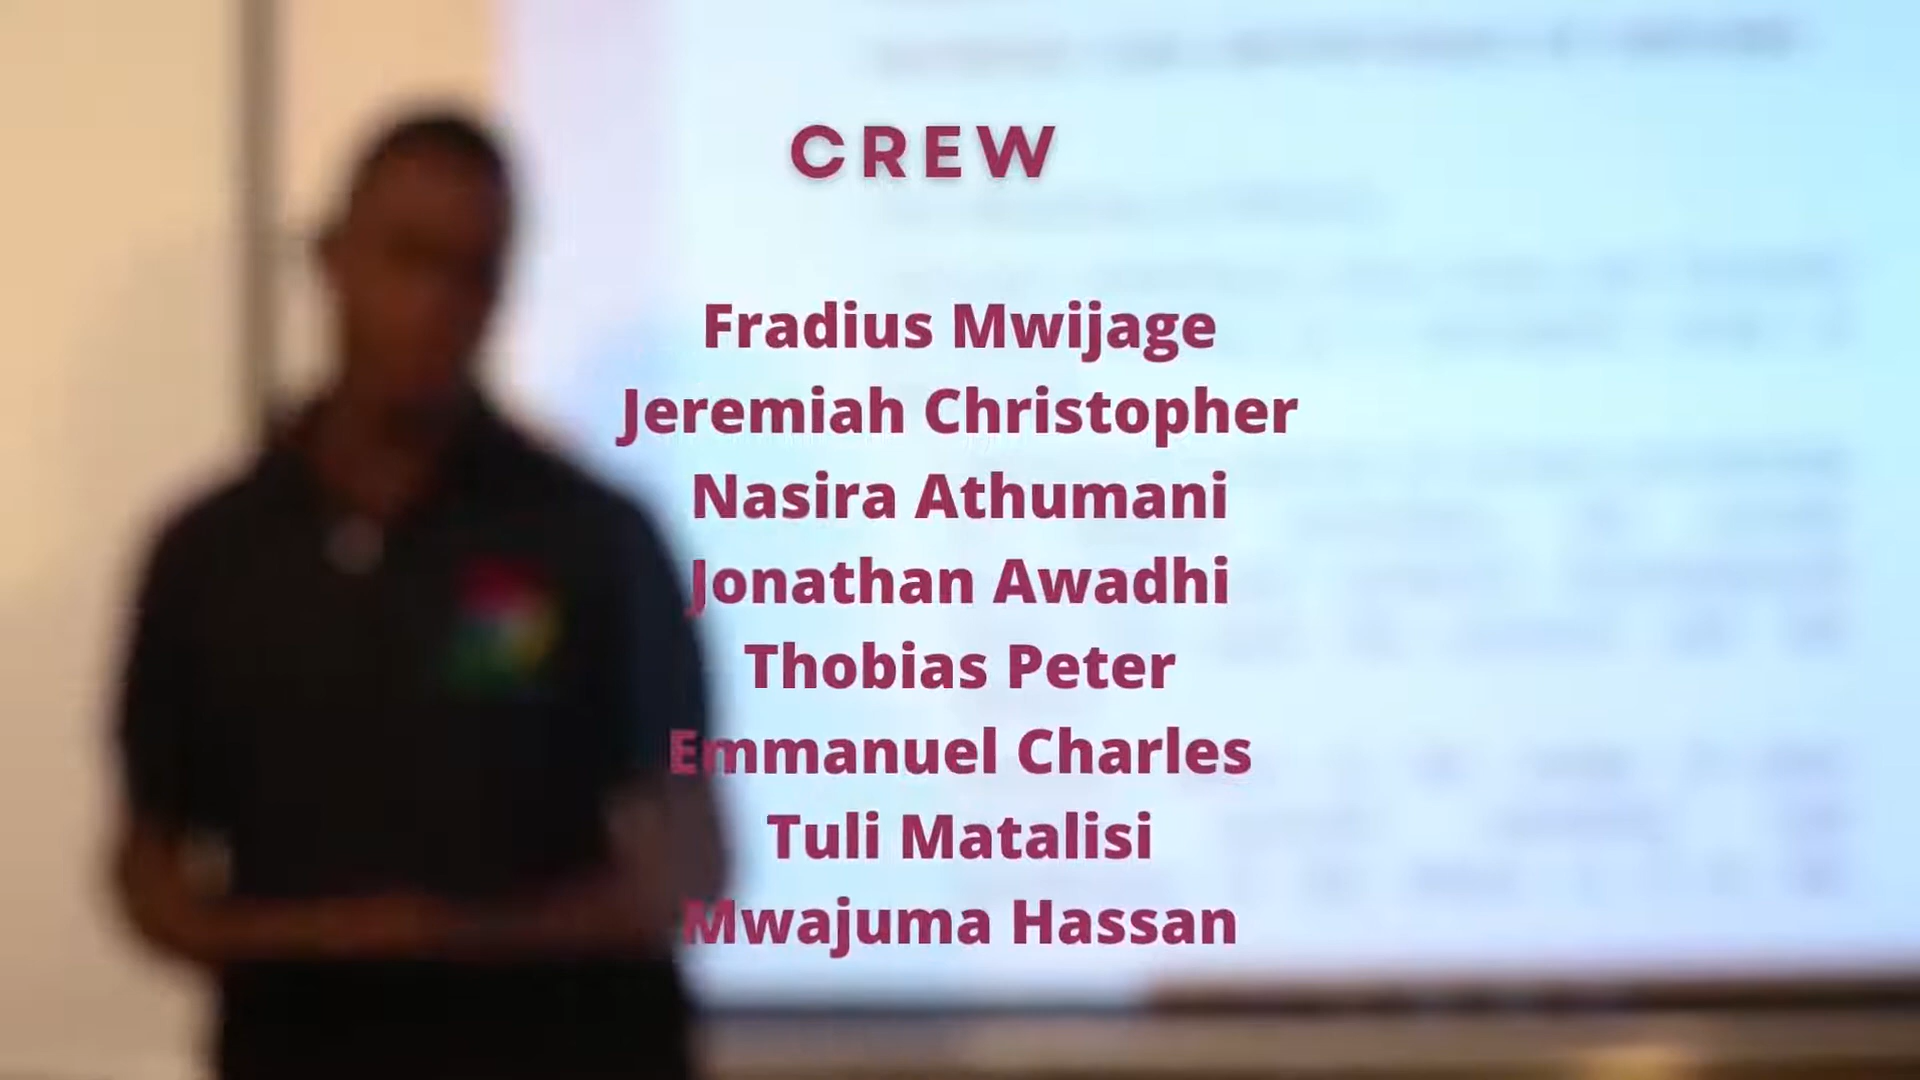 CREW
Fradius Mwijage
Jeremiah Christopher
Nasira Athumani
Jonathan Awadhi
Thobias Peter
Emmanuel Charles
Tuli Matalisi
Mwajuma Hassan